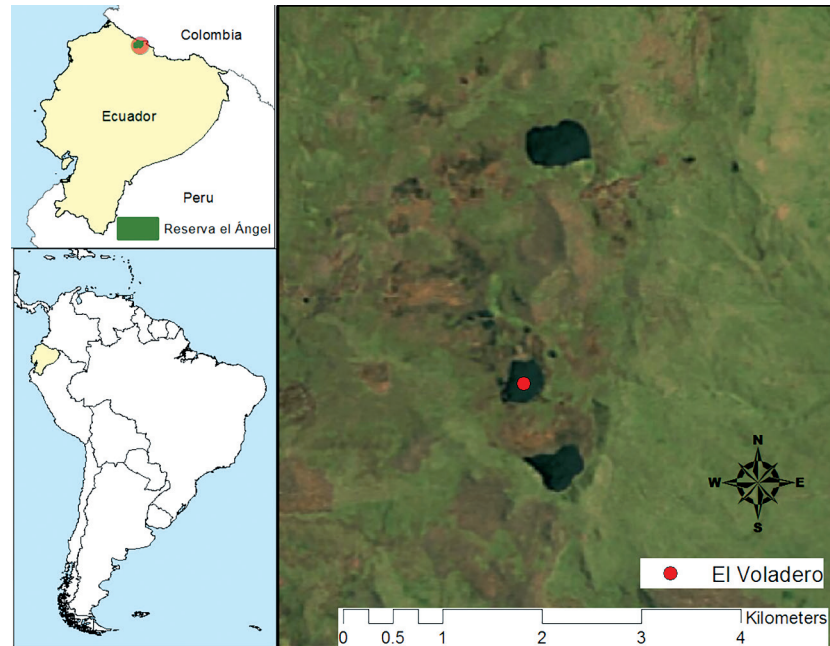 Colombia
Ecuador
Peru
Reserva el Ángel
N
W E
S
El Voladero
Kilometers
0 0.5 1 2 3 4